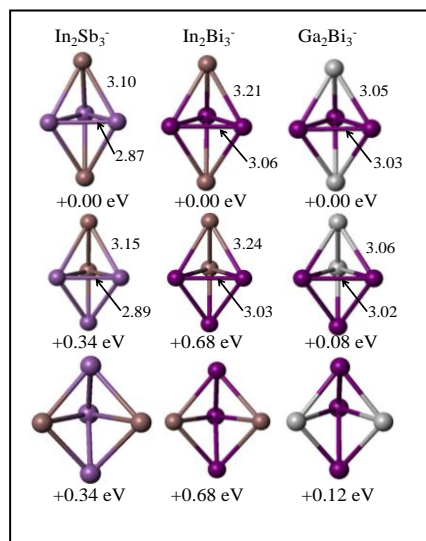 In₂Sb₃⁻ In₂Bi₃⁻ Ga₂Bi₃⁻
3.10 3.21 3.05
2.87 3.06 3.03
+0.00 eV +0.00 eV +0.00 eV
3.15 3.24 3.06
2.89 3.03 3.02
+0.34 eV +0.68 eV +0.08 eV
+0.34 eV +0.68 eV +0.12 eV